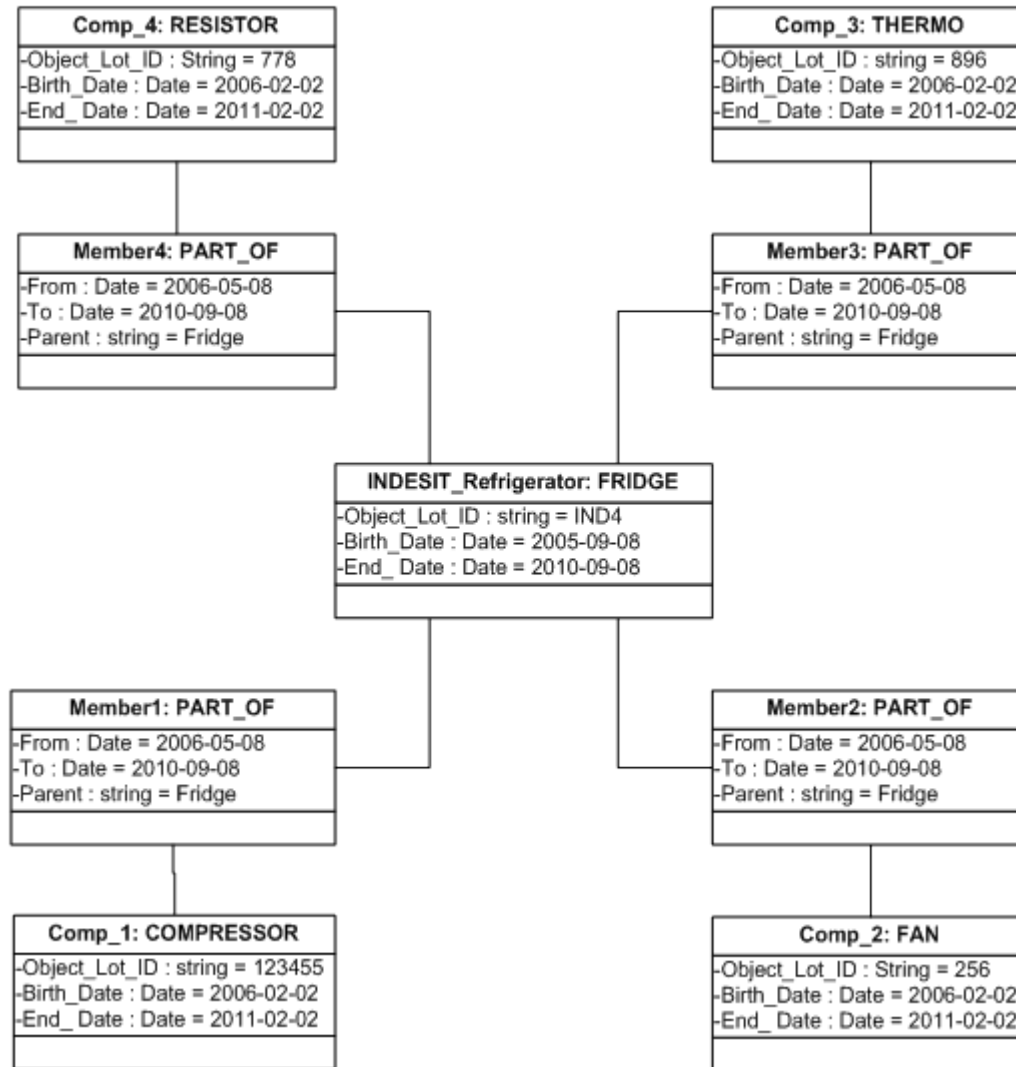 Comp_4: RESISTOR
-Object_Lot_ID : String = 778
-Birth_Date : Date = 2006-02-02
-End_ Date : Date = 2011-02-02
Comp_3: THERMO
-Object_Lot_ID : string = 896
-Birth_Date : Date = 2006-02-02
-End_ Date : Date = 2011-02-02
Member4: PART_OF
-From : Date = 2006-05-08
-To : Date = 2010-09-08
-Parent : string = Fridge
Member3: PART_OF
-From : Date = 2006-05-08
-To : Date = 2010-09-08
-Parent : string = Fridge
INDESIT_Refrigerator: FRIDGE
-Object_Lot_ID : string = IND4
-Birth_Date : Date = 2005-09-08
-End_ Date : Date = 2010-09-08
Member1: PART_OF
-From : Date = 2006-05-08
-To : Date = 2010-09-08
-Parent : string = Fridge
Member2: PART_OF
-From : Date = 2006-05-08
-To : Date = 2010-09-08
-Parent : string = Fridge
Comp_1: COMPRESSOR
-Object_Lot_ID : string = 123455
-Birth_Date : Date = 2006-02-02
-End_ Date : Date = 2011-02-02
Comp_2: FAN
-Object_Lot_ID : String = 256
-Birth_Date : Date = 2006-02-02
-End_ Date : Date = 2011-02-02